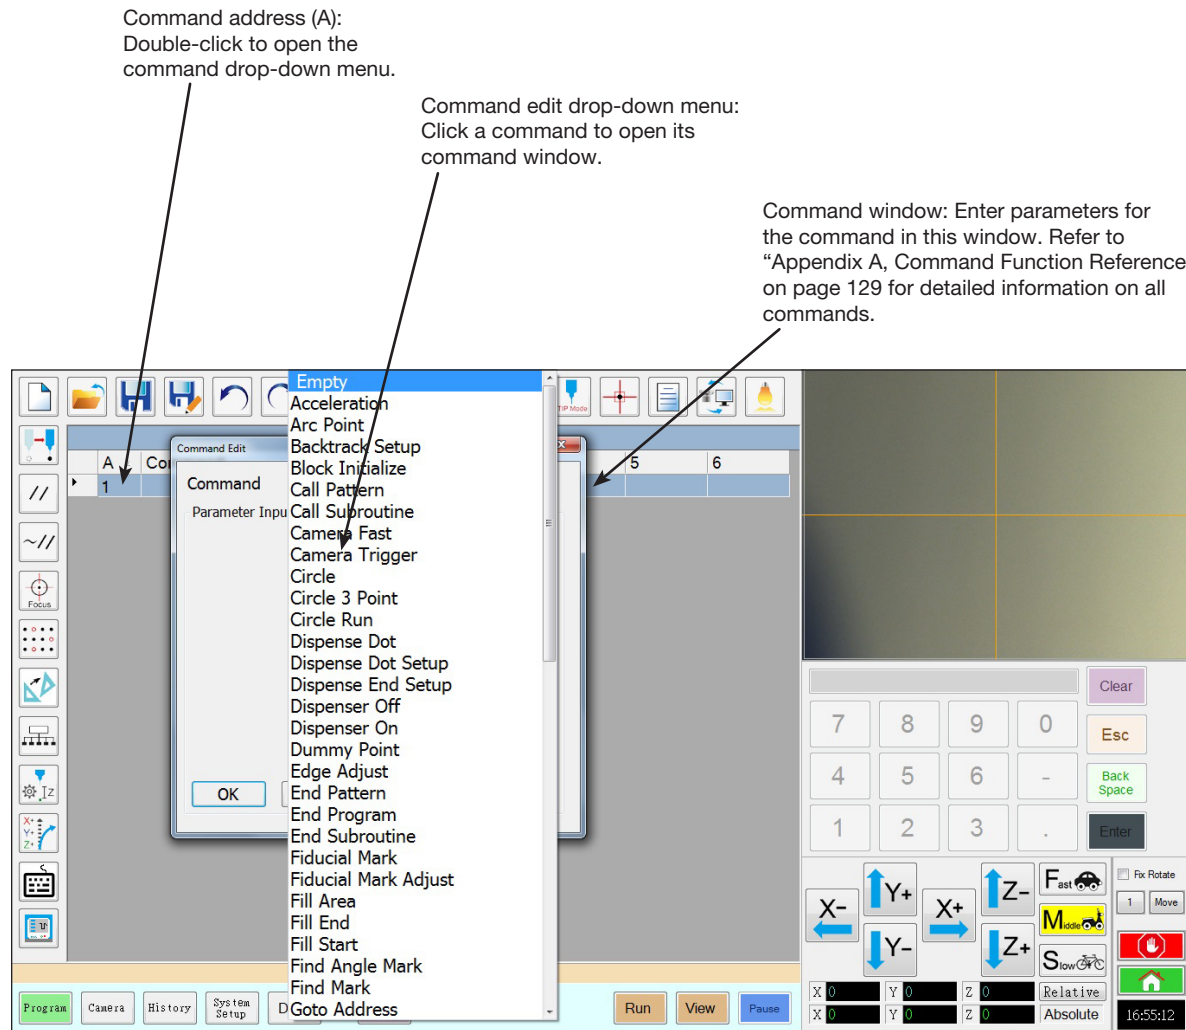 Command address (A):
Double-click to open the
command drop-down menu.
Command edit drop-down menu:
Click a command to open its
command window.
Command window: Enter parameters for
the command in this window. Refer to
“Appendix A, Command Function Reference
on page 129 for detailed information on all
commands.
TIP Mode
A
5
6
1
Command Edit
Command
Parameter Inpu
OK
Empty
Acceleration
Arc Point
Backtrack Setup
Block Initialize
Call Pattern
Call Subroutine
Camera Fast
Camera Trigger
Circle
Circle 3 Point
Circle Run
Dispense Dot
Dispense Dot Setup
Dispense End Setup
Dispenser Off
Dispenser On
Dummy Point
Edge Adjust
End Pattern
End Program
End Subroutine
Fiducial Mark
Fiducial Mark Adjust
Fill Area
Fill End
Fill Start
Find Angle Mark
Find Mark
Goto Address
//
~//
Focus
IZ
X+
Y+
Z+
Program
Camera
History
System
Setup
D
Run
View
Pause
Clear
7 8 9 0
Esc
4 5 6 -
Back
Space
1 2 3 .
Enter
X-
Y+
Y-
X+
Z-
Z+
Fast
Middle
Slow
Fix Rotate
1 Move
X 0 Y 0 Z 0 Relative
X 0 Y 0 Z 0 Absolute
16:55:12